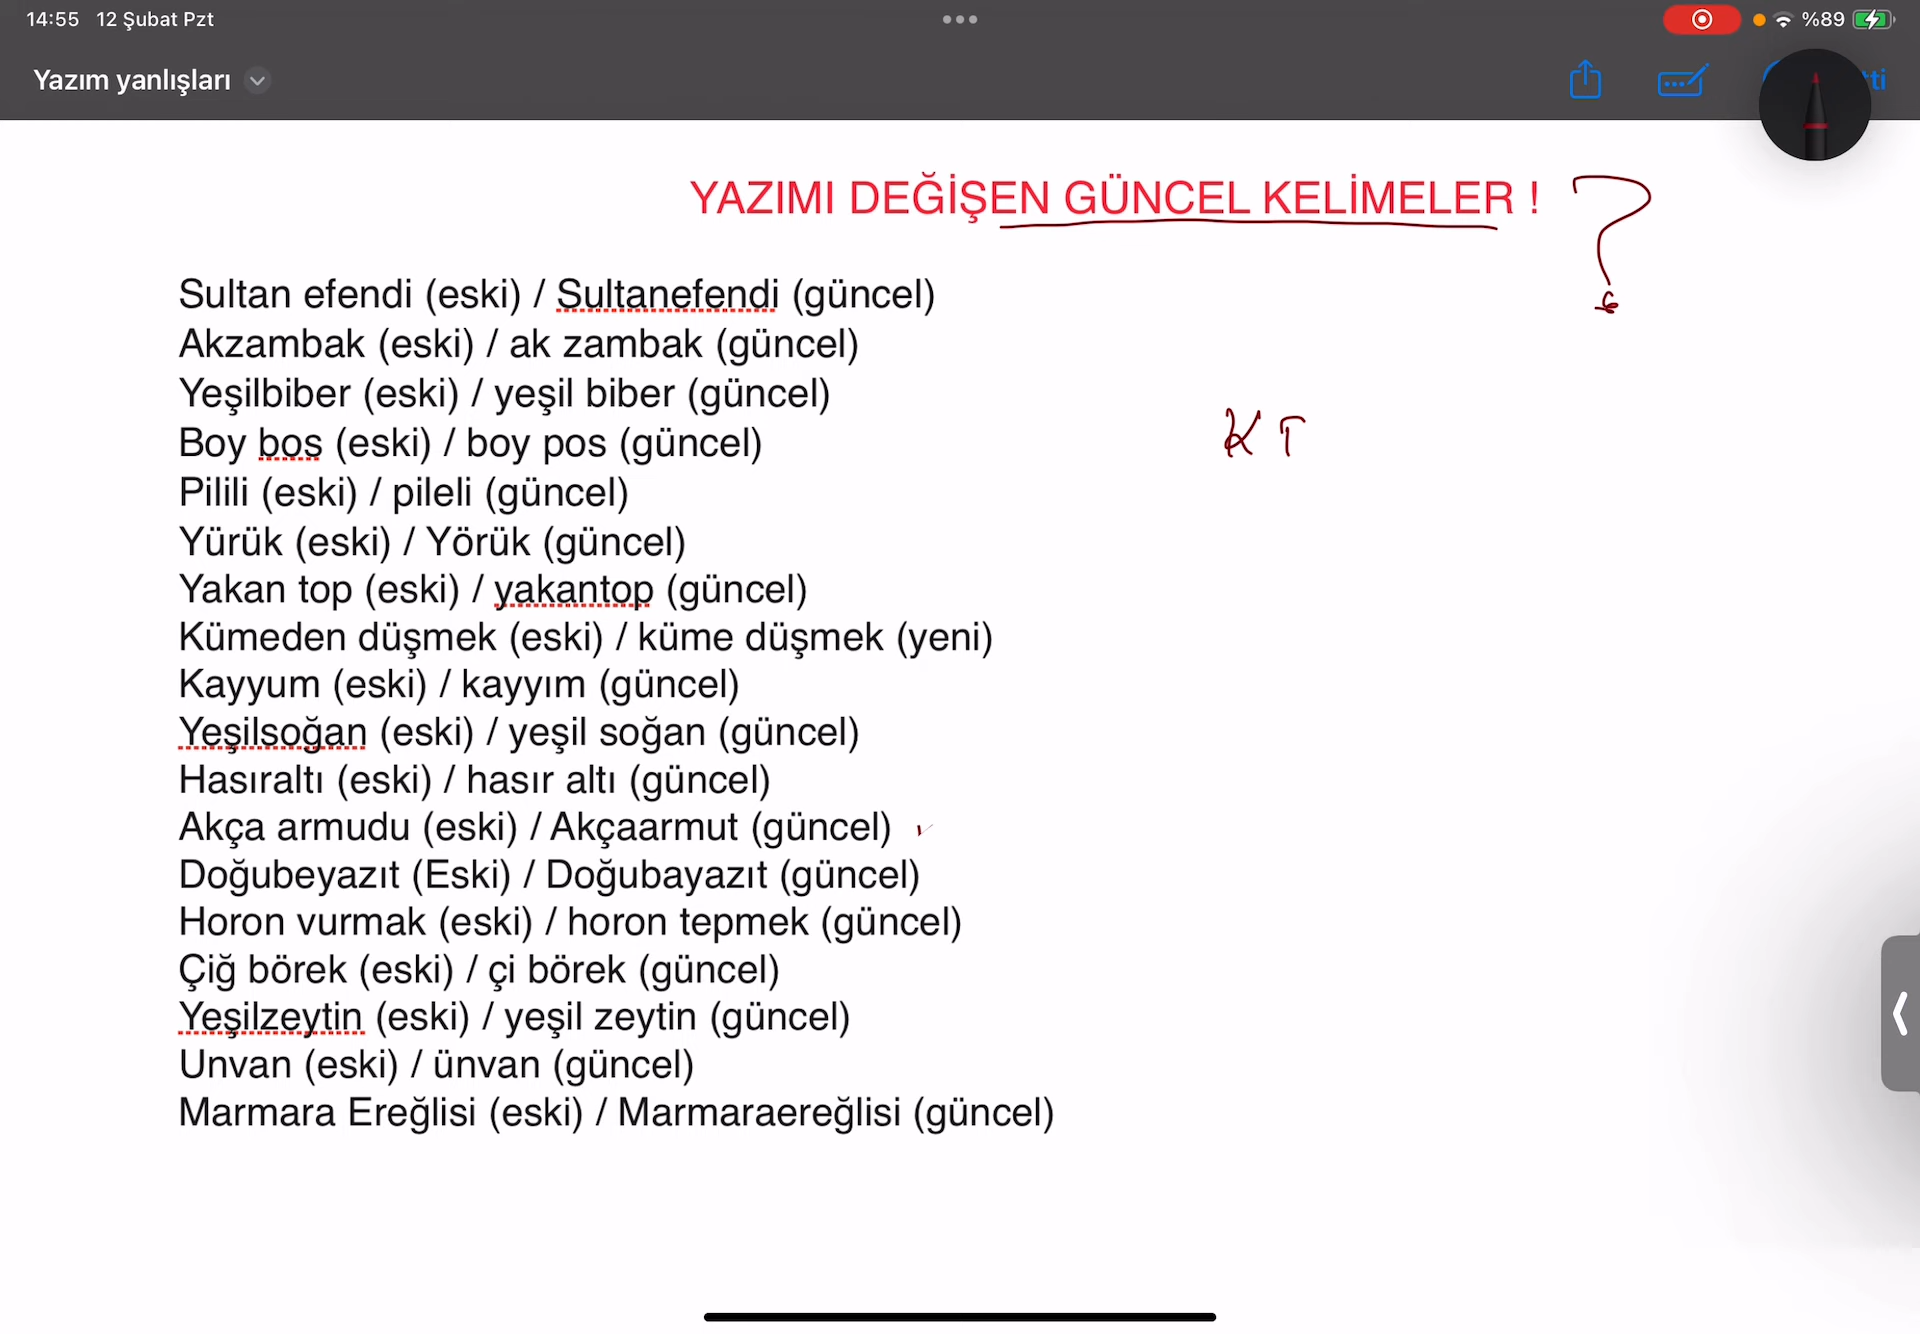 14:55 12 Şubat Pzt
%89
Yazım yanlışları
YAZIMI DEĞİŞEN GÜNCEL KELİMELER ! ?
Sultan efendi (eski) / Sultanefendi (güncel)
Akzambak (eski) / ak zambak (güncel)
Yeşilbiber (eski) / yeşil biber (güncel)
Boy bos (eski) / boy pos (güncel)
K T
Pilili (eski) / pileli (güncel)
Yürük (eski) / Yörük (güncel)
Yakan top (eski) / yakantop (güncel)
Kümeden düşmek (eski) / küme düşmek (yeni)
Kayyum (eski) / kayyım (güncel)
Yeşilsoğan (eski) / yeşil soğan (güncel)
Hasıraltı (eski) / hasır altı (güncel)
Akça armudu (eski) / Akçaarmut (güncel)
Doğubeyazıt (Eski) / Doğubayazıt (güncel)
Horon vurmak (eski) / horon tepmek (güncel)
Çiğ börek (eski) / çi börek (güncel)
Yeşilzeytin (eski) / yeşil zeytin (güncel)
Unvan (eski) / ünvan (güncel)
Marmara Ereğlisi (eski) / Marmaraereğlisi (güncel)